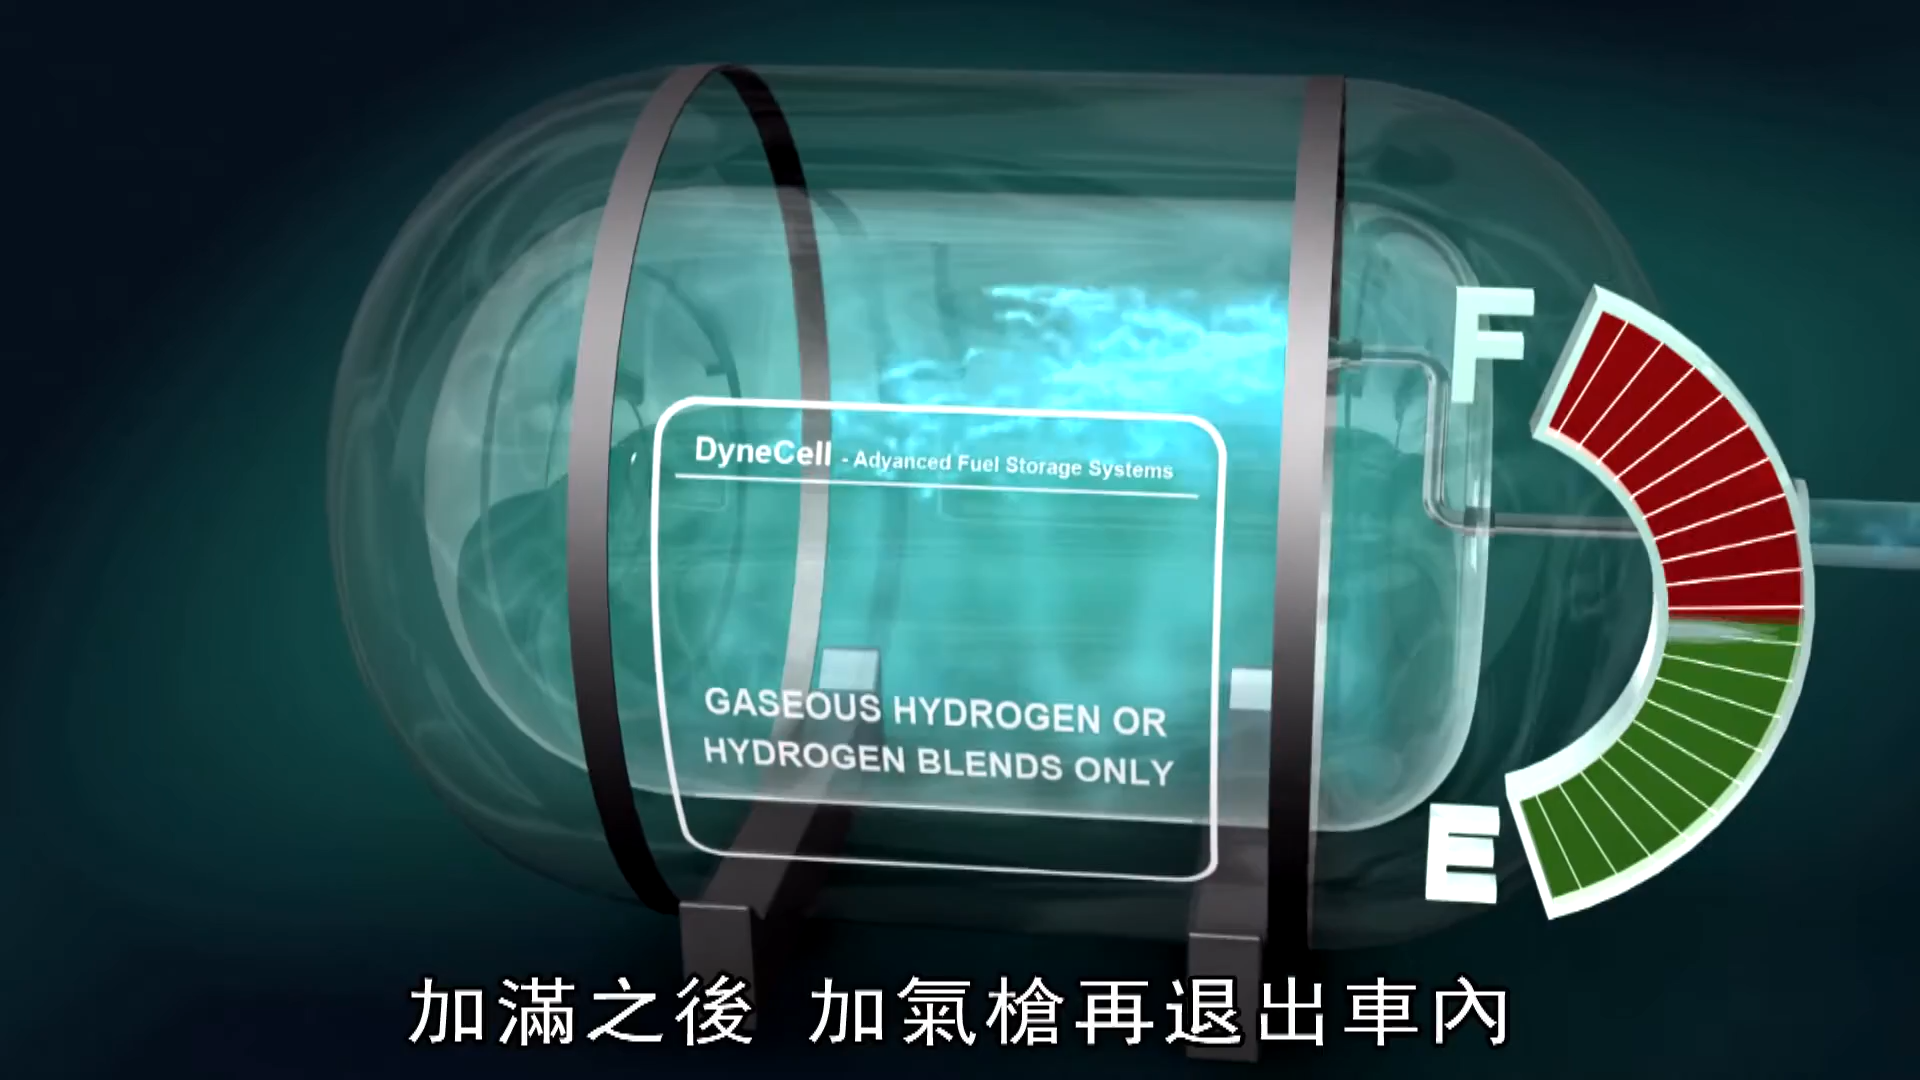 F
DyneCell - Advanced Fuel Storage Systems
GASEOUS HYDROGEN OR
HYDROGEN BLENDS ONLY
E
加滿之後 加氣槍再退出車內